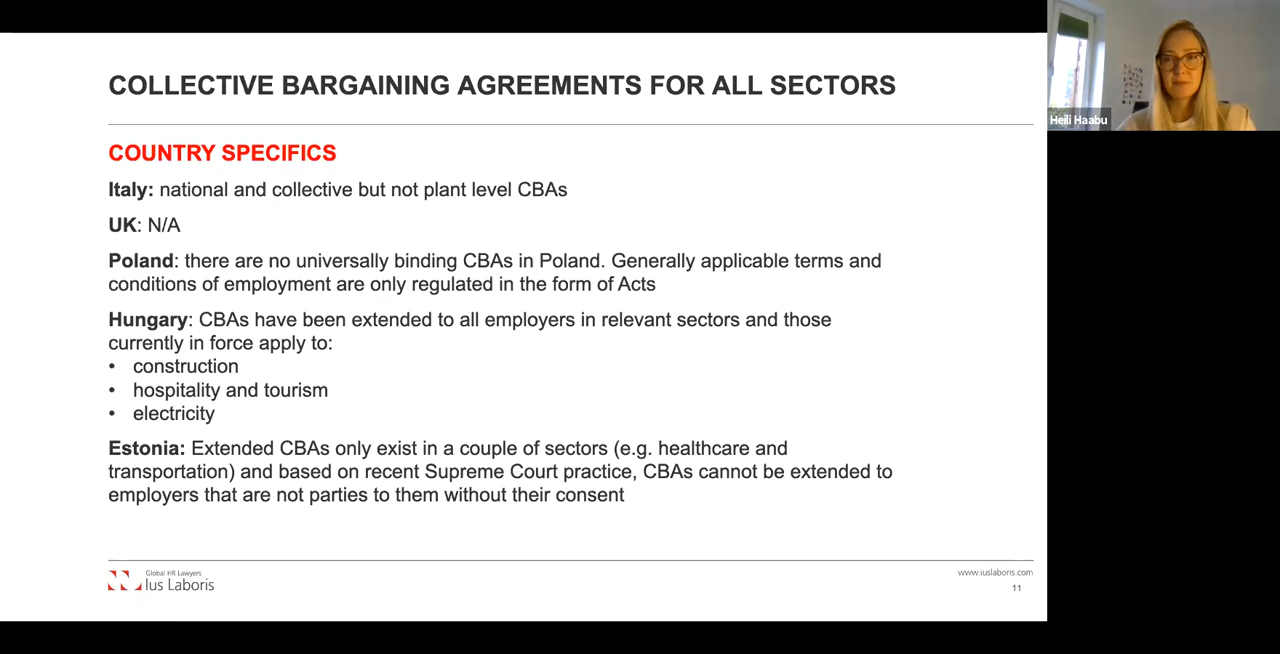 COLLECTIVE BARGAINING AGREEMENTS FOR ALL SECTORS
Heili Haabu
COUNTRY SPECIFICS
Italy: national and collective but not plant level CBAs
UK: N/A
Poland: there are no universally binding CBAs in Poland. Generally applicable terms and
conditions of employment are only regulated in the form of Acts
Hungary: CBAs have been extended to all employers in relevant sectors and those
currently in force apply to:
• construction
• hospitality and tourism
• electricity
Estonia: Extended CBAs only exist in a couple of sectors (e.g. healthcare and
transportation) and based on recent Supreme Court practice, CBAs cannot be extended to
employers that are not parties to them without their consent
Global HR Lawyers
Ius Laboris
www.iuslaboris.com
11